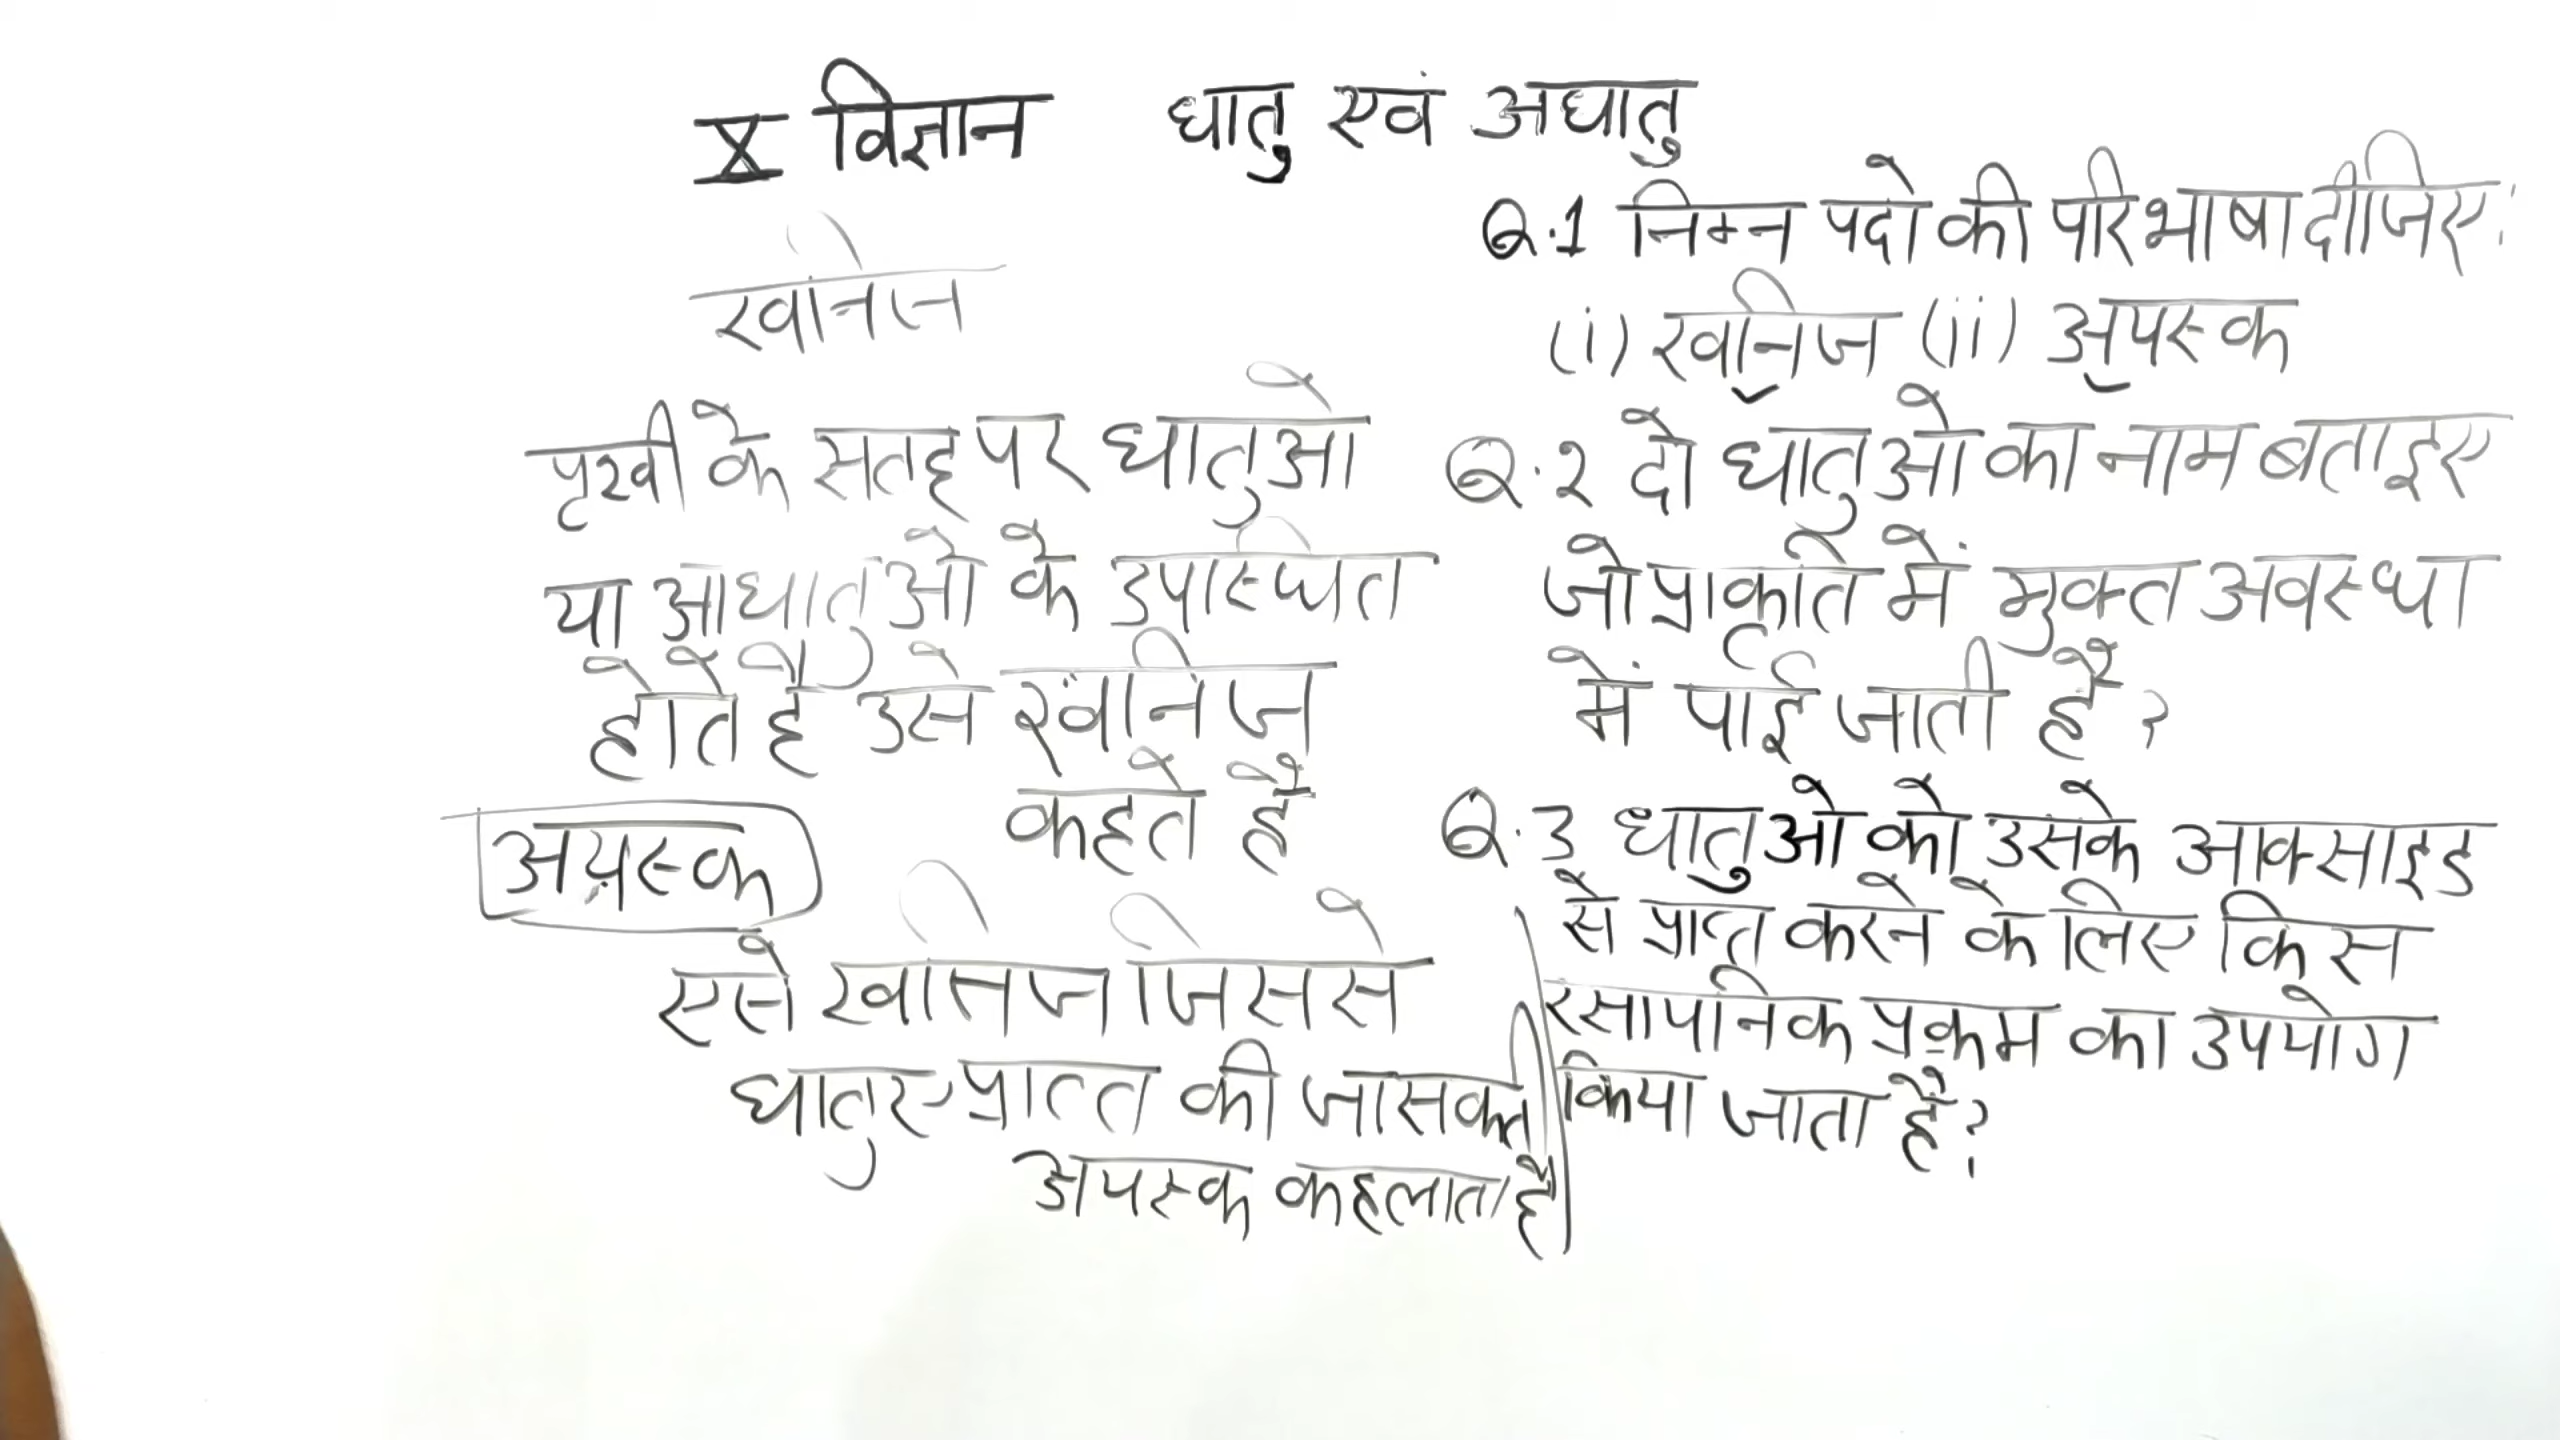 X विज्ञान धातु एवं अधातु
खनिज
पृथ्वी के सतह पर धातुओ
या अधातुओ के उपस्थित
होते है उसे खनिज
कहते है
अयस्क
एसे खनिज जिससे
धातुए प्राप्त की जा सकती
अयस्क कहलाता है
Q.1 निम्न पदो की परिभाषा दीजिए:
(i) खनिज (ii) अयस्क
Q.2 दो धातुओ का नाम बताइए
जो प्राकृति में मुक्त अवस्था
में पाई जाती है?
Q.3 धातुओ को उसके आक्साइड
से प्राप्त करने के लिए किस
रसायनिक प्रक्रम का उपयोग
किया जाता है?